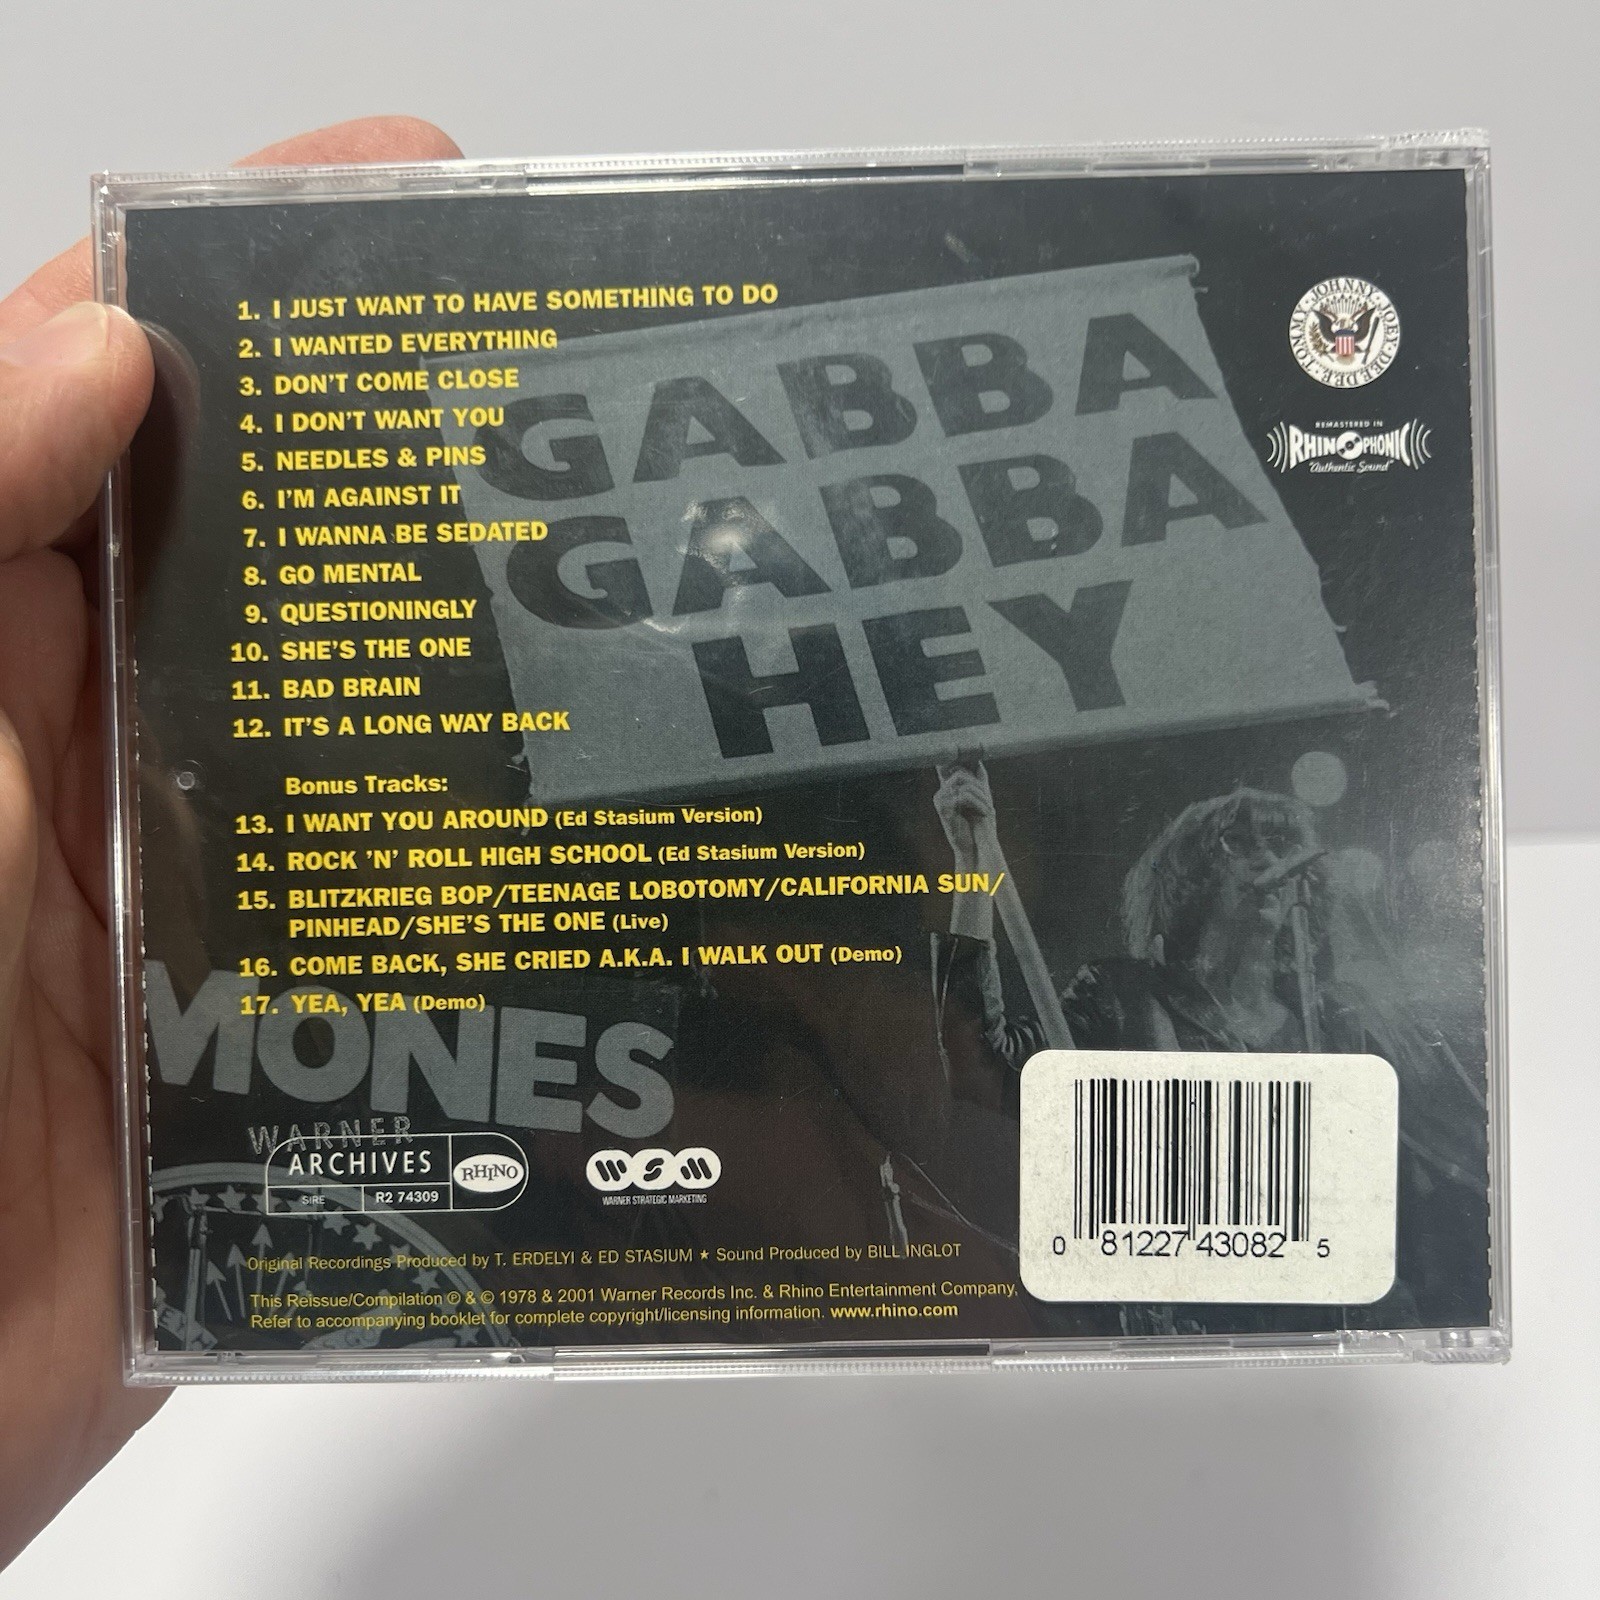 1. I JUST WANT TO HAVE SOMETHING TO DO
2. I WANTED EVERYTHING
3. DON'T COME CLOSE
4. I DON'T WANT YOU
5. NEEDLES & PINS
6. I'M AGAINST IT
7. I WANNA BE SEDATED
8. GO MENTAL
9. QUESTIONINGLY
10. SHE'S THE ONE
11. BAD BRAIN
12. IT'S A LONG WAY BACK
Bonus Tracks:
13. I WANT YOU AROUND (Ed Stasium Version)
14. ROCK 'N' ROLL HIGH SCHOOL (Ed Stasium Version)
15. BLITZKRIEG BOP/TEENAGE LOBOTOMY/CALIFORNIA SUN/
PINHEAD/SHE'S THE ONE (Live)
16. COME BACK, SHE CRIED A.K.A. I WALK OUT (Demo)
17. YEA, YEA (Demo)
GABBA
GABBA
HEY
JOHNNY · JOEY · DEE DEE · TOMMY ·
REMASTERED IN
RHINOPHONIC
"Authentic Sound"
MONES
WARNER
ARCHIVES
RHINO
SIRE
R2 74309
WSM
WARNER STRATEGIC MARKETING
Original Recordings Produced by T. ERDELYI & ED STASIUM ★ Sound Produced by BILL INGLOT
This Reissue/Compilation ℗ & © 1978 & 2001 Warner Records Inc. & Rhino Entertainment Company,
Refer to accompanying booklet for complete copyright/licensing information. www.rhino.com
0 81227 43082 5